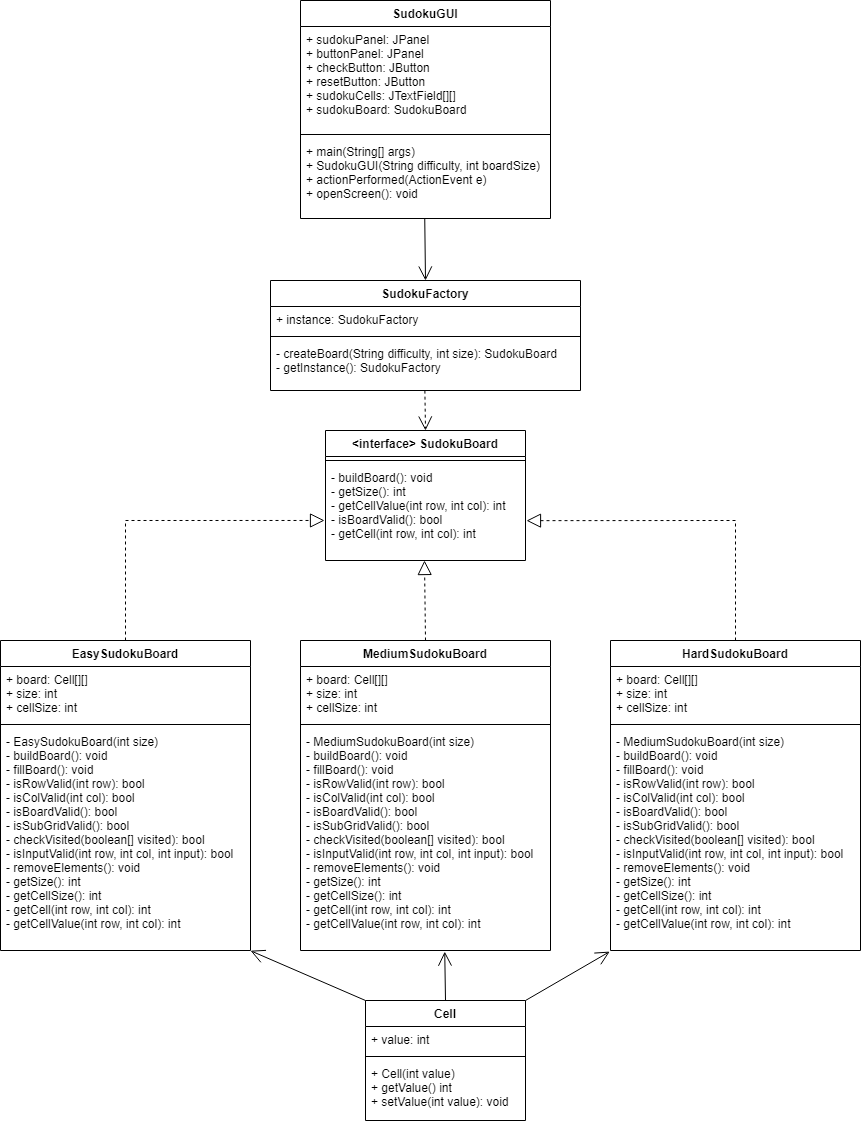 SudokuGUI
+ sudokuPanel: JPanel
+ buttonPanel: JPanel
+ checkButton: JButton
+ resetButton: JButton
+ sudokuCells: JTextField[][]
+ sudokuBoard: SudokuBoard
+ main(String[] args)
+ SudokuGUI(String difficulty, int boardSize)
+ actionPerformed(ActionEvent e)
+ openScreen(): void
SudokuFactory
+ instance: SudokuFactory
- createBoard(String difficulty, int size): SudokuBoard
- getInstance(): SudokuFactory
<interface> SudokuBoard
- buildBoard(): void
- getSize(): int
- getCellValue(int row, int col): int
- isBoardValid(): bool
- getCell(int row, int col): int
EasySudokuBoard
+ board: Cell[][]
+ size: int
+ cellSize: int
- EasySudokuBoard(int size)
- buildBoard(): void
- fillBoard(): void
- isRowValid(int row): bool
- isColValid(int col): bool
- isBoardValid(): bool
- isSubGridValid(): bool
- checkVisited(boolean[] visited): bool
- isInputValid(int row, int col, int input): bool
- removeElements(): void
- getSize(): int
- getCellSize(): int
- getCell(int row, int col): int
- getCellValue(int row, int col): int
MediumSudokuBoard
+ board: Cell[][]
+ size: int
+ cellSize: int
- MediumSudokuBoard(int size)
- buildBoard(): void
- fillBoard(): void
- isRowValid(int row): bool
- isColValid(int col): bool
- isBoardValid(): bool
- isSubGridValid(): bool
- checkVisited(boolean[] visited): bool
- isInputValid(int row, int col, int input): bool
- removeElements(): void
- getSize(): int
- getCellSize(): int
- getCell(int row, int col): int
- getCellValue(int row, int col): int
HardSudokuBoard
+ board: Cell[][]
+ size: int
+ cellSize: int
- MediumSudokuBoard(int size)
- buildBoard(): void
- fillBoard(): void
- isRowValid(int row): bool
- isColValid(int col): bool
- isBoardValid(): bool
- isSubGridValid(): bool
- checkVisited(boolean[] visited): bool
- isInputValid(int row, int col, int input): bool
- removeElements(): void
- getSize(): int
- getCellSize(): int
- getCell(int row, int col): int
- getCellValue(int row, int col): int
Cell
+ value: int
+ Cell(int value)
+ getValue() int
+ setValue(int value): void